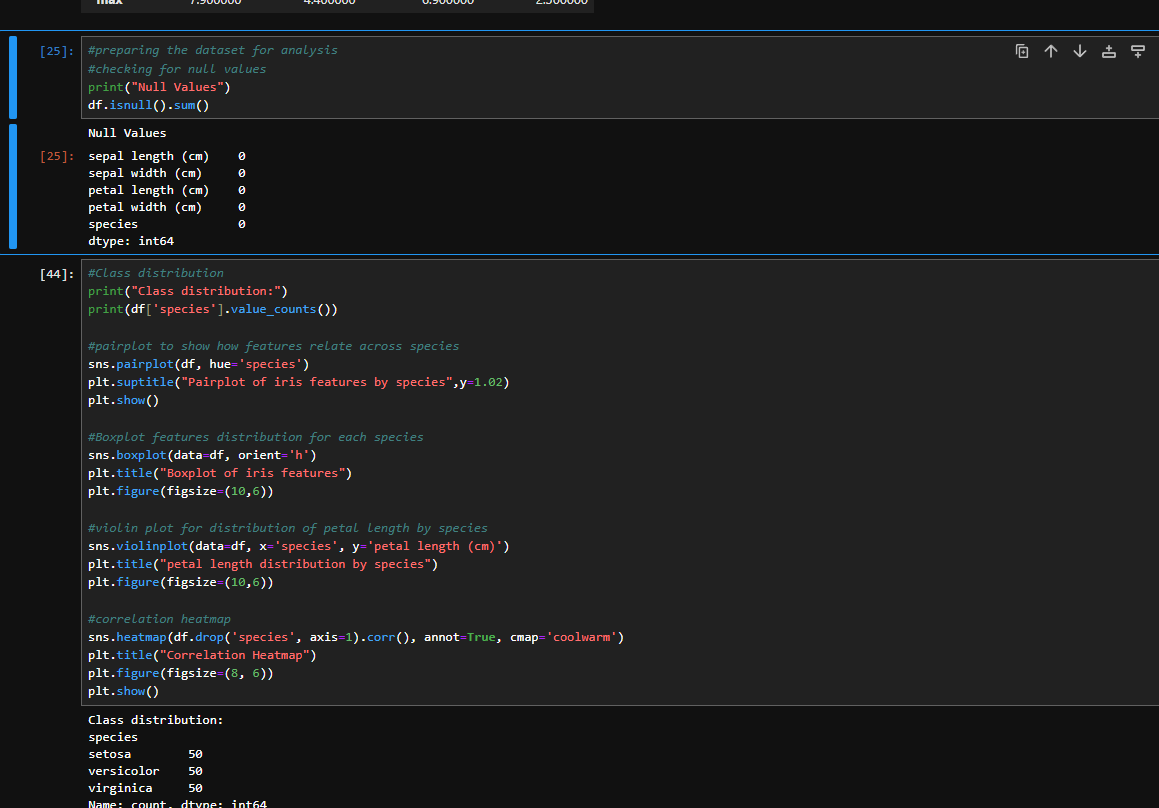 max 7.900000 4.400000 6.900000 2.500000
[25]: #preparing the dataset for analysis
#checking for null values
print("Null Values")
df.isnull().sum()
Null Values
[25]: sepal length (cm)    0
sepal width (cm)     0
petal length (cm)    0
petal width (cm)     0
species              0
dtype: int64
[44]: #Class distribution
print("Class distribution:")
print(df['species'].value_counts())
#pairplot to show how features relate across species
sns.pairplot(df, hue='species')
plt.suptitle("Pairplot of iris features by species",y=1.02)
plt.show()
#Boxplot features distribution for each species
sns.boxplot(data=df, orient='h')
plt.title("Boxplot of iris features")
plt.figure(figsize=(10,6))
#violin plot for distribution of petal length by species
sns.violinplot(data=df, x='species', y='petal length (cm)')
plt.title("petal length distribution by species")
plt.figure(figsize=(10,6))
#correlation heatmap
sns.heatmap(df.drop('species', axis=1).corr(), annot=True, cmap='coolwarm')
plt.title("Correlation Heatmap")
plt.figure(figsize=(8, 6))
plt.show()
Class distribution:
species
setosa        50
versicolor    50
virginica     50
Name: count, dtype: int64